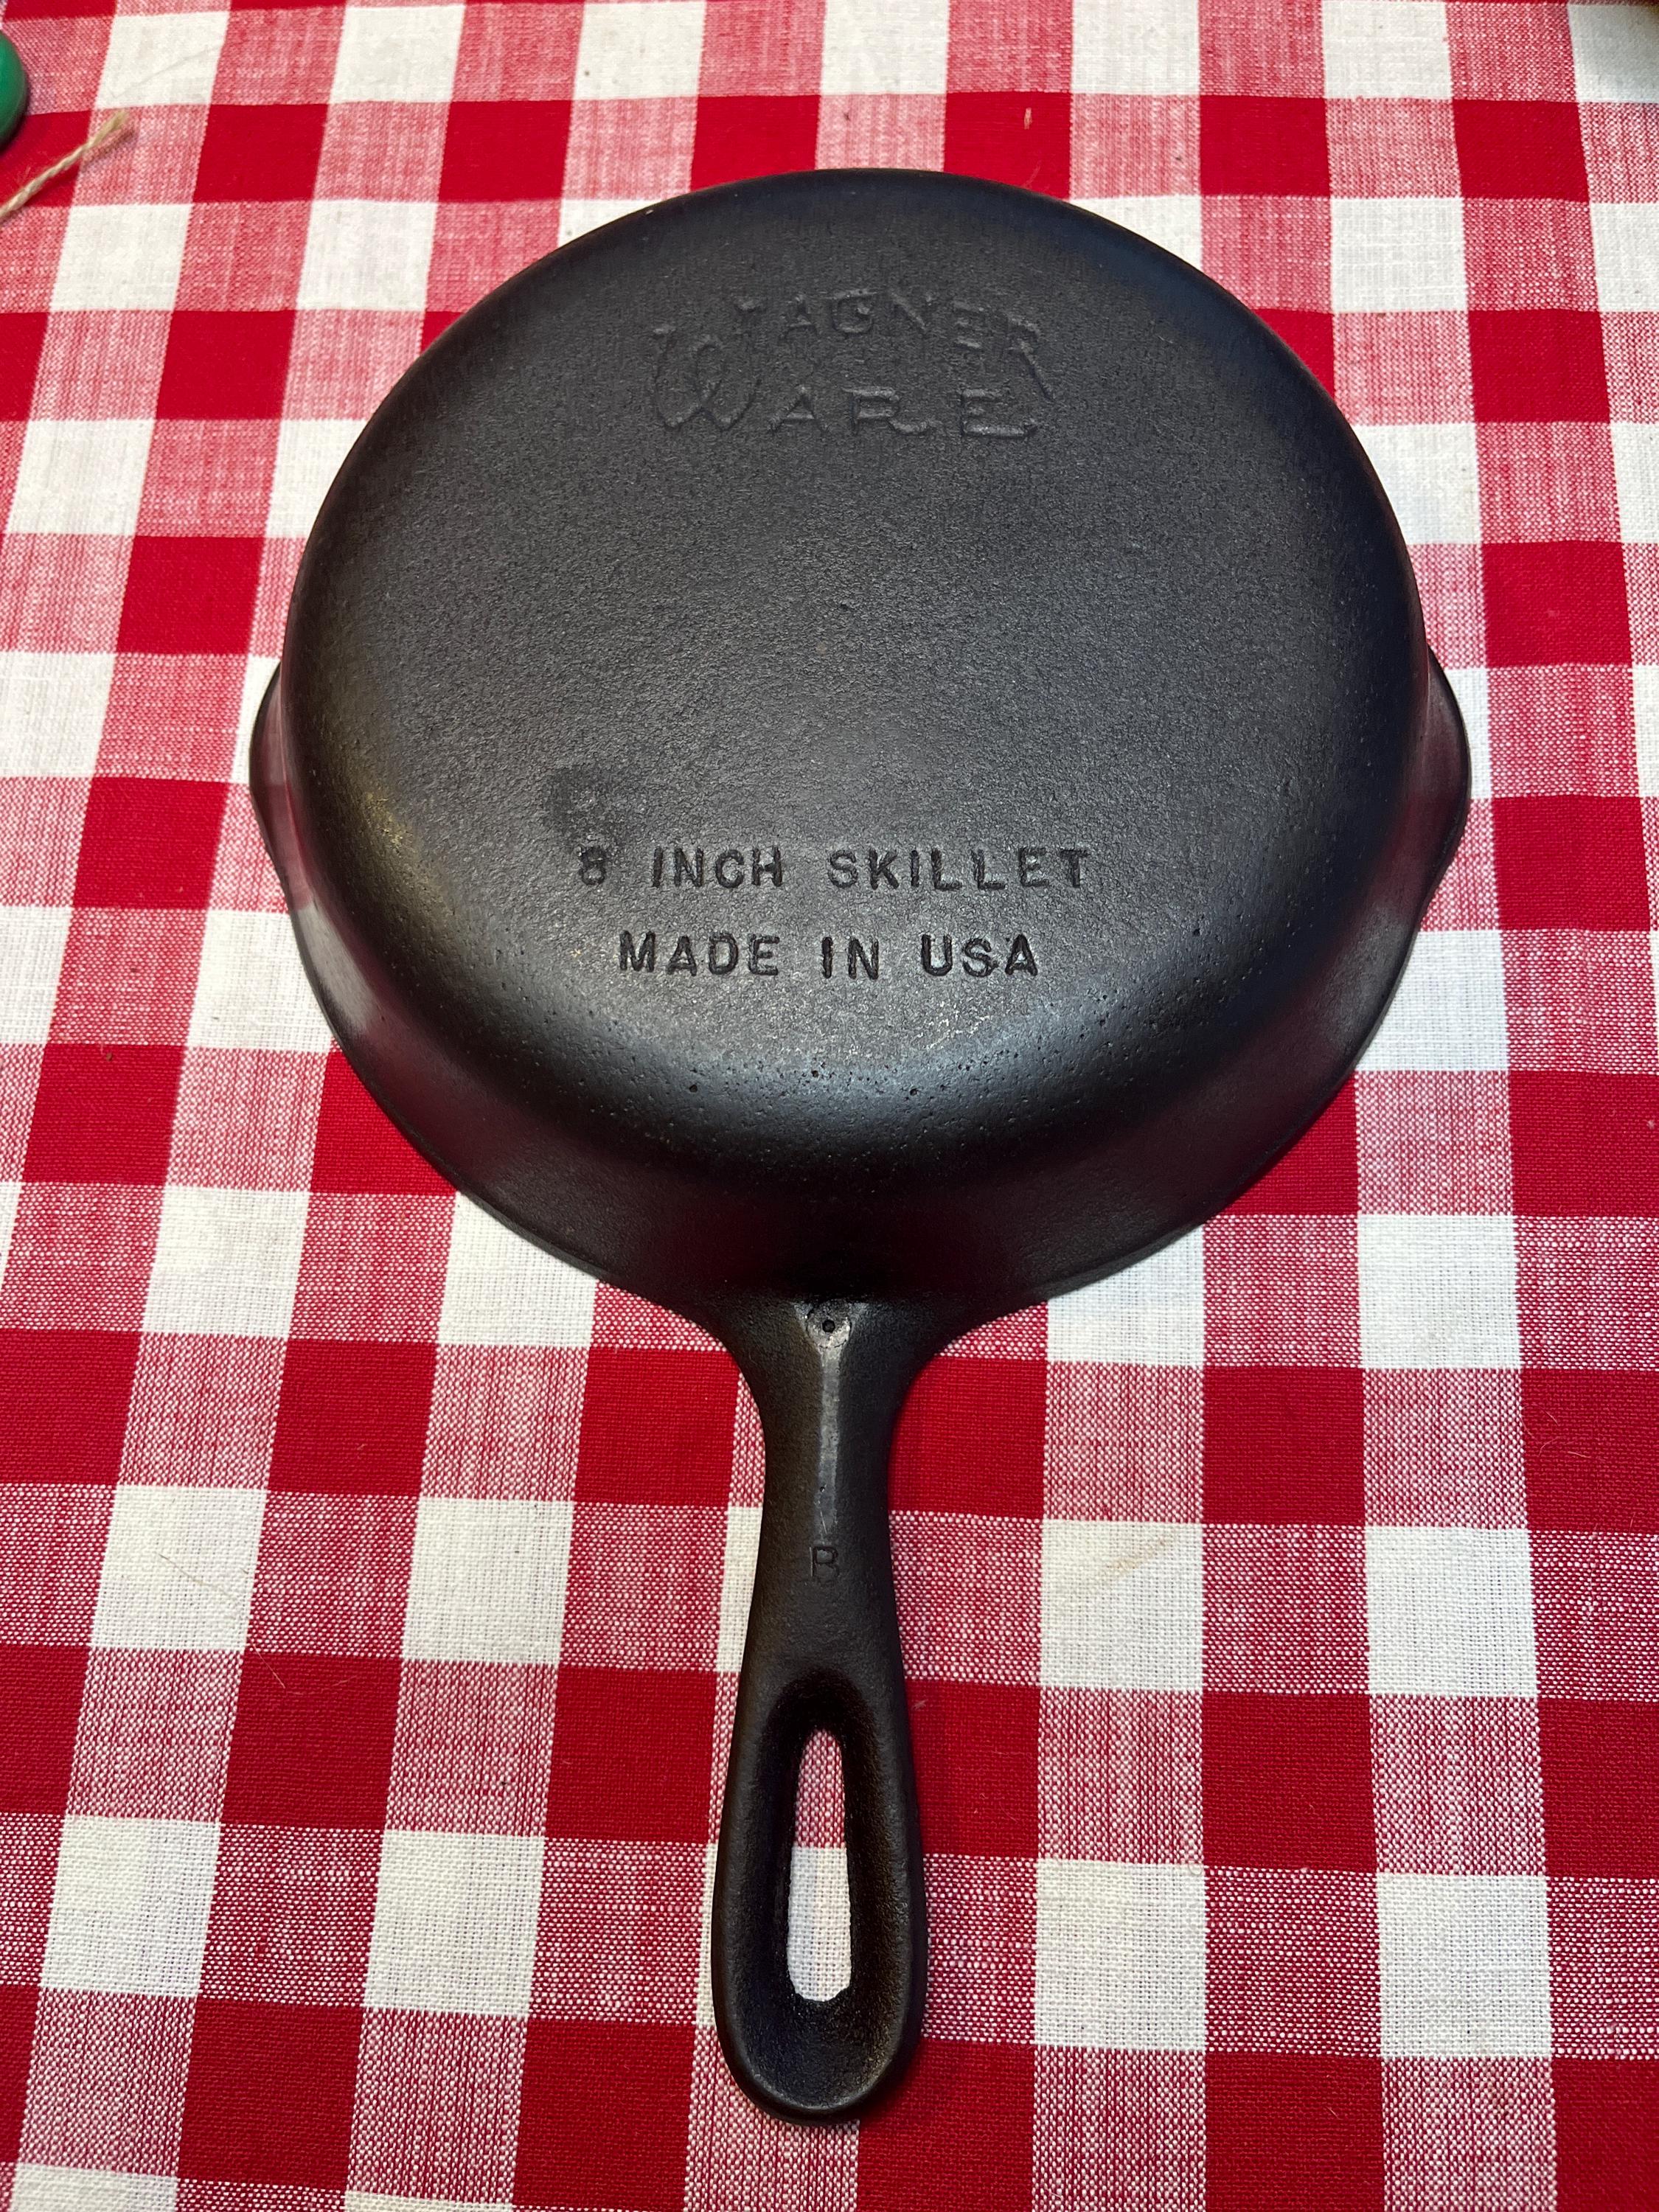 WAGNER
WARE
8 INCH SKILLET
MADE IN USA
B